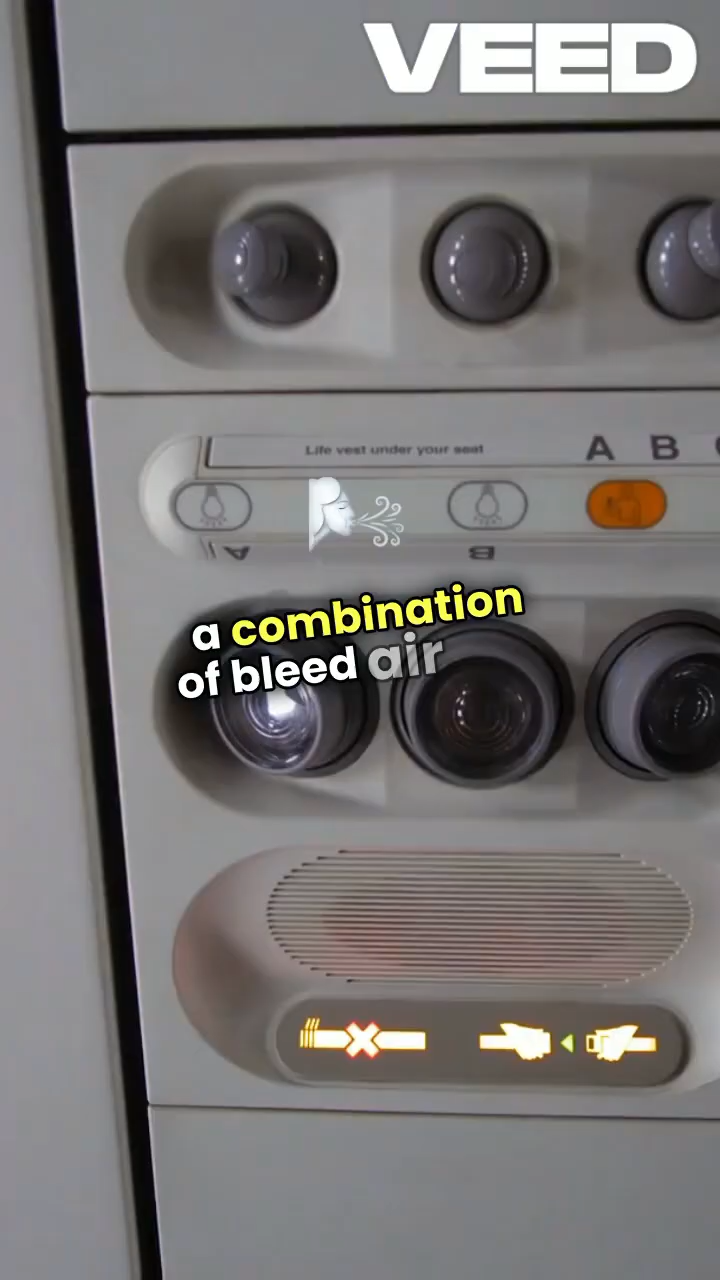 VEED
Life vest under your seat
A B
A B
a combination
of bleed air